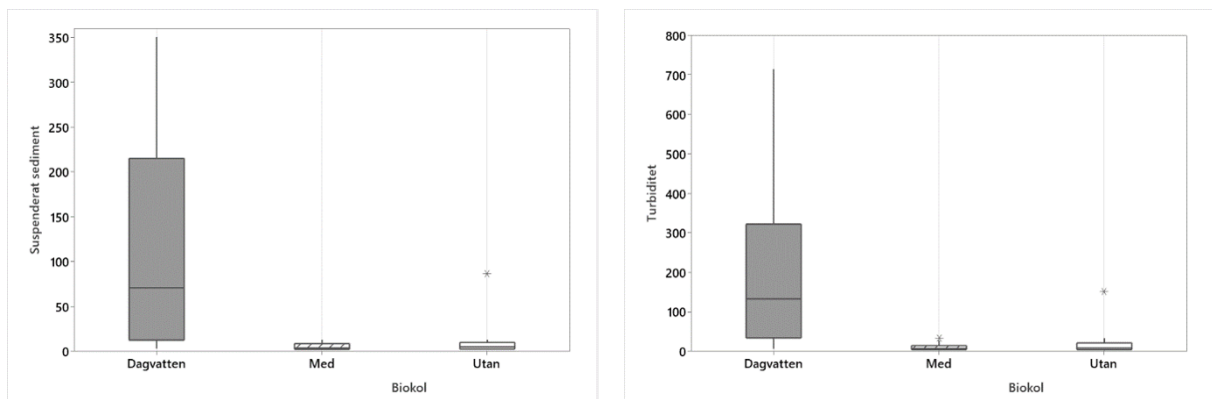 Suspenderat sediment
350
300
250
200
150
100
50
0
Dagvatten
Med
Utan
Biokol
Turbiditet
800
700
600
500
400
300
200
100
0
Dagvatten
Med
Utan
Biokol